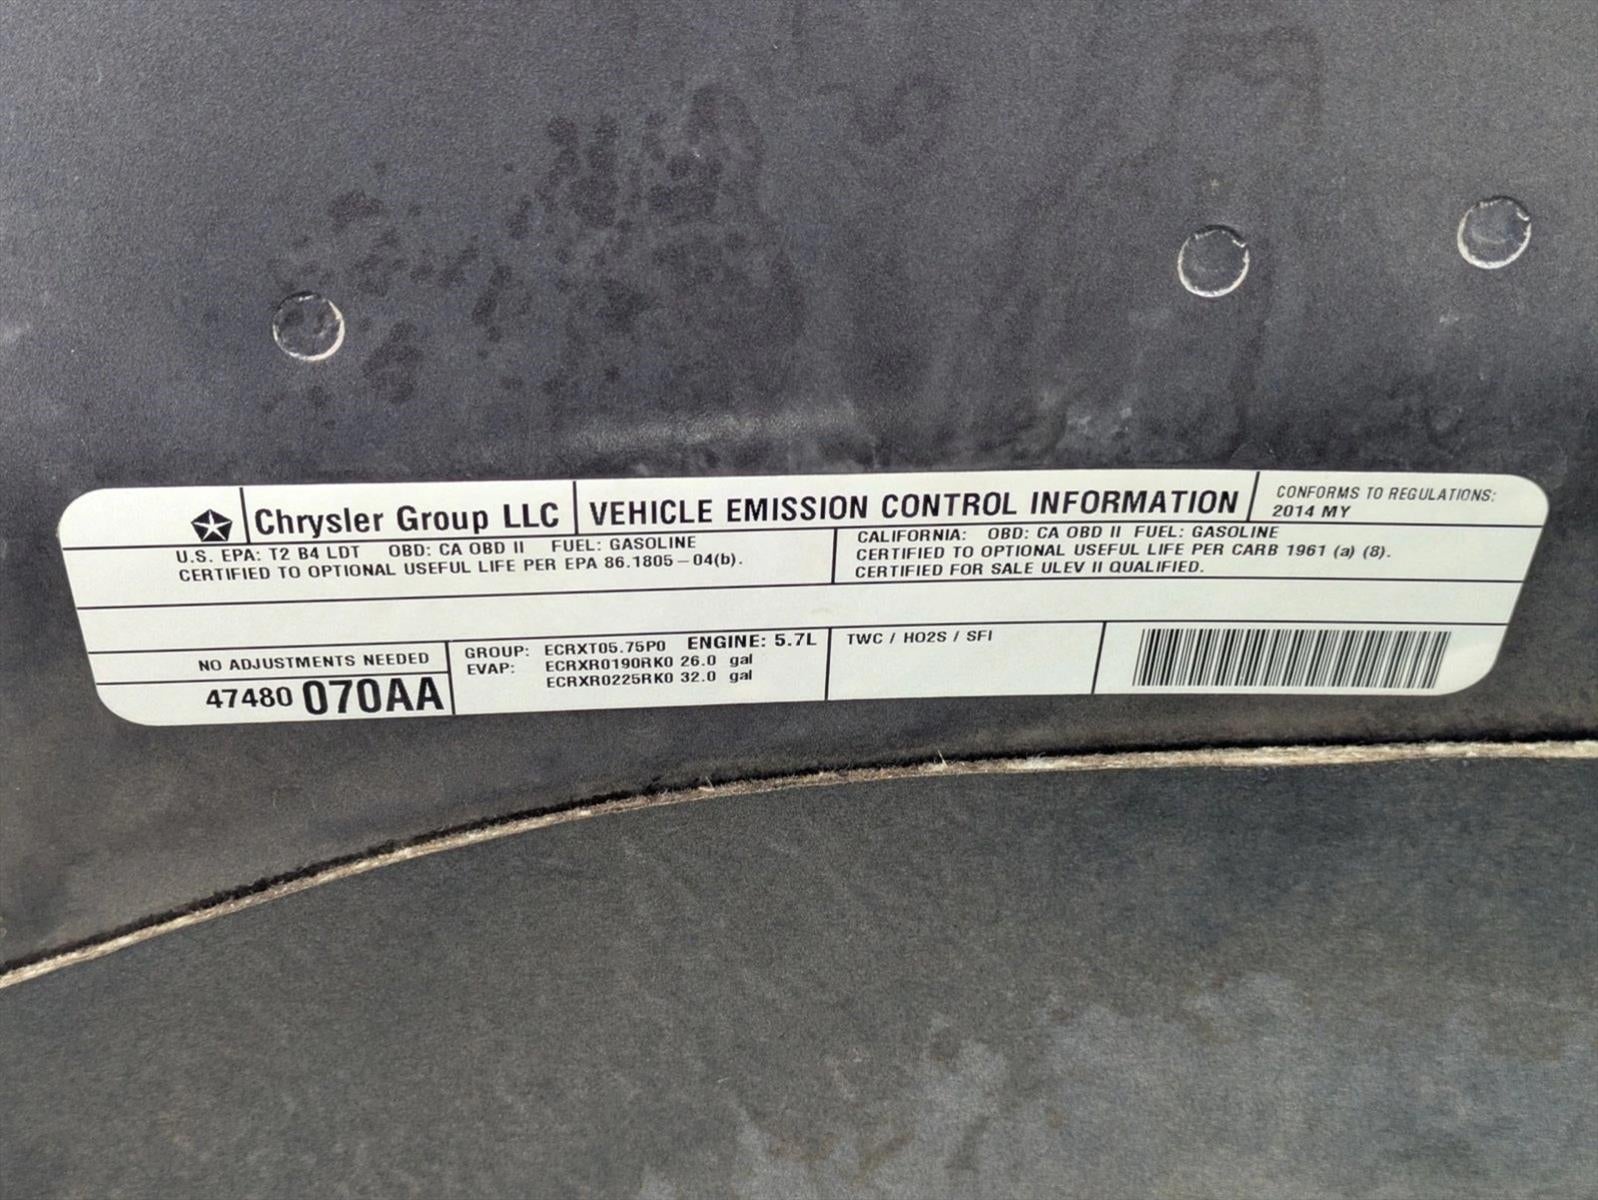 Chrysler Group LLC VEHICLE EMISSION CONTROL INFORMATION
CONFORMS TO REGULATIONS:
2014 MY
U.S. EPA: T2 B4 LDT OBD: CA OBD II FUEL: GASOLINE
CERTIFIED TO OPTIONAL USEFUL LIFE PER EPA 86.1805-04(b).
CALIFORNIA: OBD: CA OBD II FUEL: GASOLINE
CERTIFIED TO OPTIONAL USEFUL LIFE PER CARB 1961 (a) (8).
CERTIFIED FOR SALE ULEV II QUALIFIED.
NO ADJUSTMENTS NEEDED
47480 070AA
GROUP: ECRXT05.75P0 ENGINE: 5.7L
EVAP: ECRXR0190RK0 26.0 gal
ECRXR0225RK0 32.0 gal
TWC / HO2S / SFI